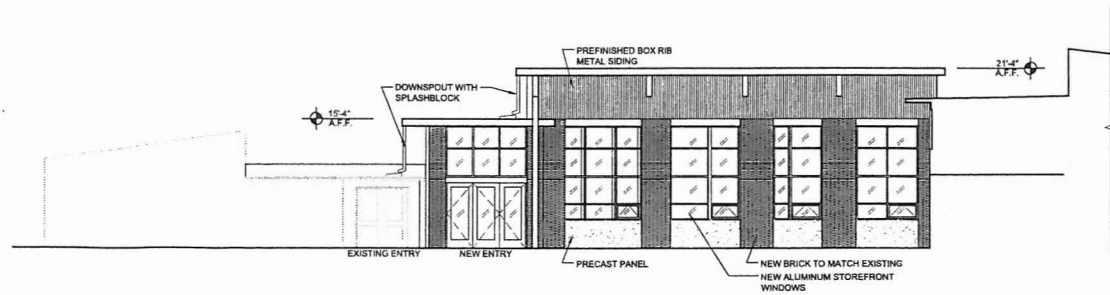 PREFINISHED BOX RIB
METAL SIDING
21'-4"
A.F.F.
DOWNSPOUT WITH
SPLASHBLOCK
15'-4"
A.F.F.
EXISTING ENTRY
NEW ENTRY
PRECAST PANEL
NEW BRICK TO MATCH EXISTING
NEW ALUMINUM STOREFRONT
WINDOWS